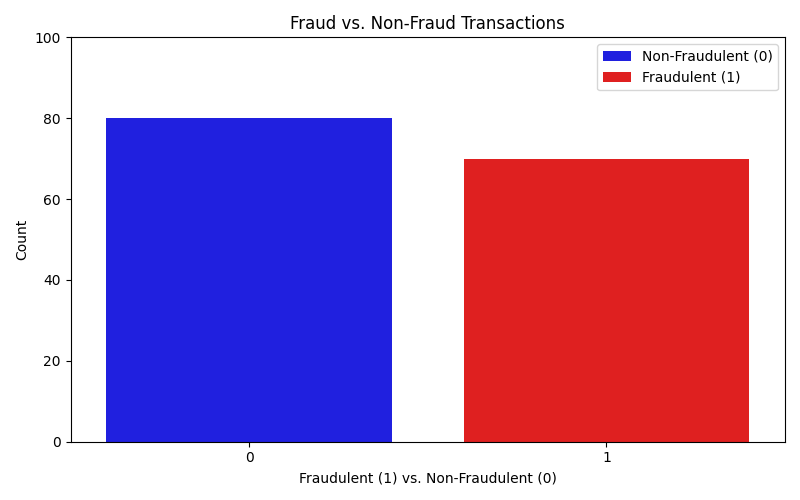 Fraud vs. Non-Fraud Transactions
Non-Fraudulent (0)
Fraudulent (1)
Count
100
80
60
40
20
0
0 1
Fraudulent (1) vs. Non-Fraudulent (0)